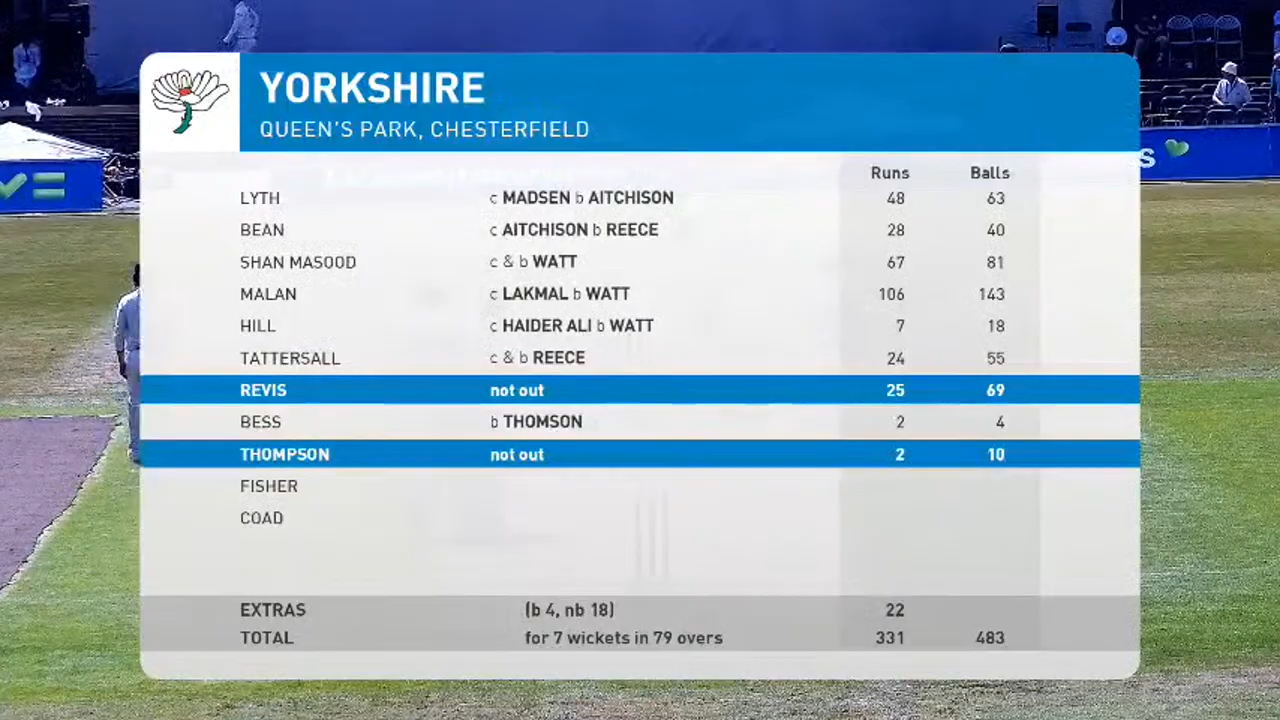 YORKSHIRE
QUEEN'S PARK, CHESTERFIELD
Runs Balls
LYTH c MADSEN b AITCHISON 48 63
BEAN c AITCHISON b REECE 28 40
SHAN MASOOD c & b WATT 67 81
MALAN c LAKMAL b WATT 106 143
HILL c HAIDER ALI b WATT 7 18
TATTERSALL c & b REECE 24 55
REVIS not out 25 69
BESS b THOMSON 2 4
THOMPSON not out 2 10
FISHER
COAD
EXTRAS (b 4, nb 18) 22
TOTAL for 7 wickets in 79 overs 331 483